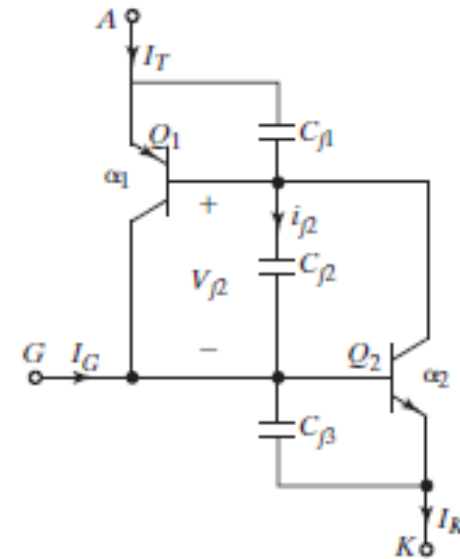 A
I_T
Q_1
C_j1
α_1
+
i_j2
C_j2
V_j2
G
I_G
−
Q_2
α_2
C_j3
I_K
K